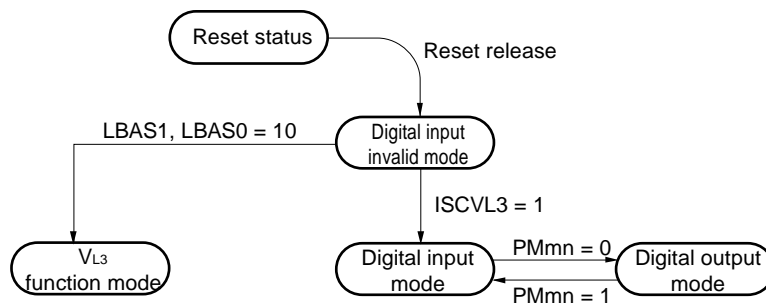 Reset status
Reset release
LBAS1, LBAS0 = 10
Digital input
invalid mode
ISCVL3 = 1
VL3
function mode
Digital input
mode
PMmn = 0
PMmn = 1
Digital output
mode